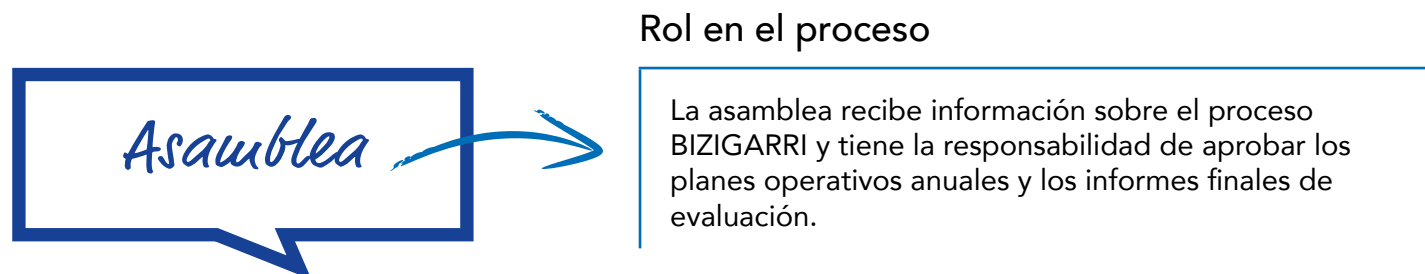 Rol en el proceso
Asamblea
La asamblea recibe información sobre el proceso
BIZIGARRI y tiene la responsabilidad de aprobar los
planes operativos anuales y los informes finales de
evaluación.